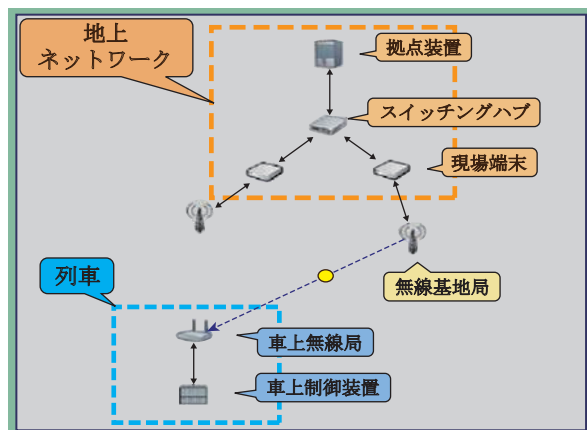 地上
ネットワーク
拠点装置
スイッチングハブ
現場端末
無線基地局
列車
車上無線局
車上制御装置